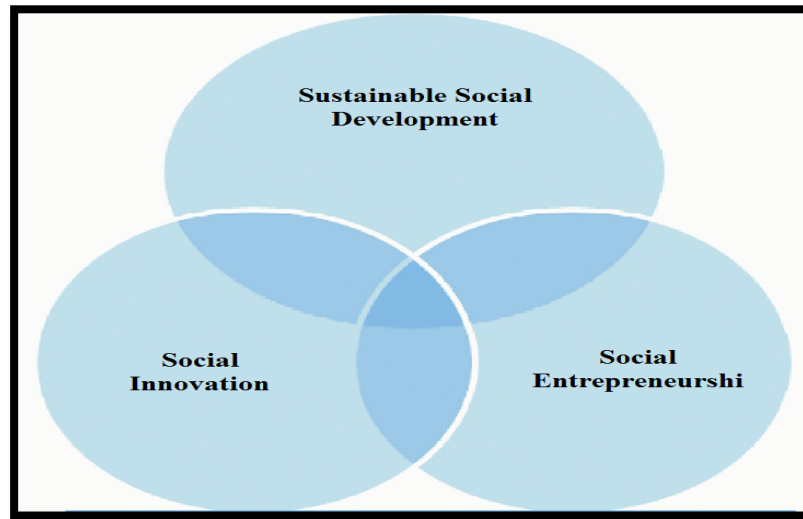 Sustainable Social
Development
Social
Innovation
Social
Entrepreneurshi